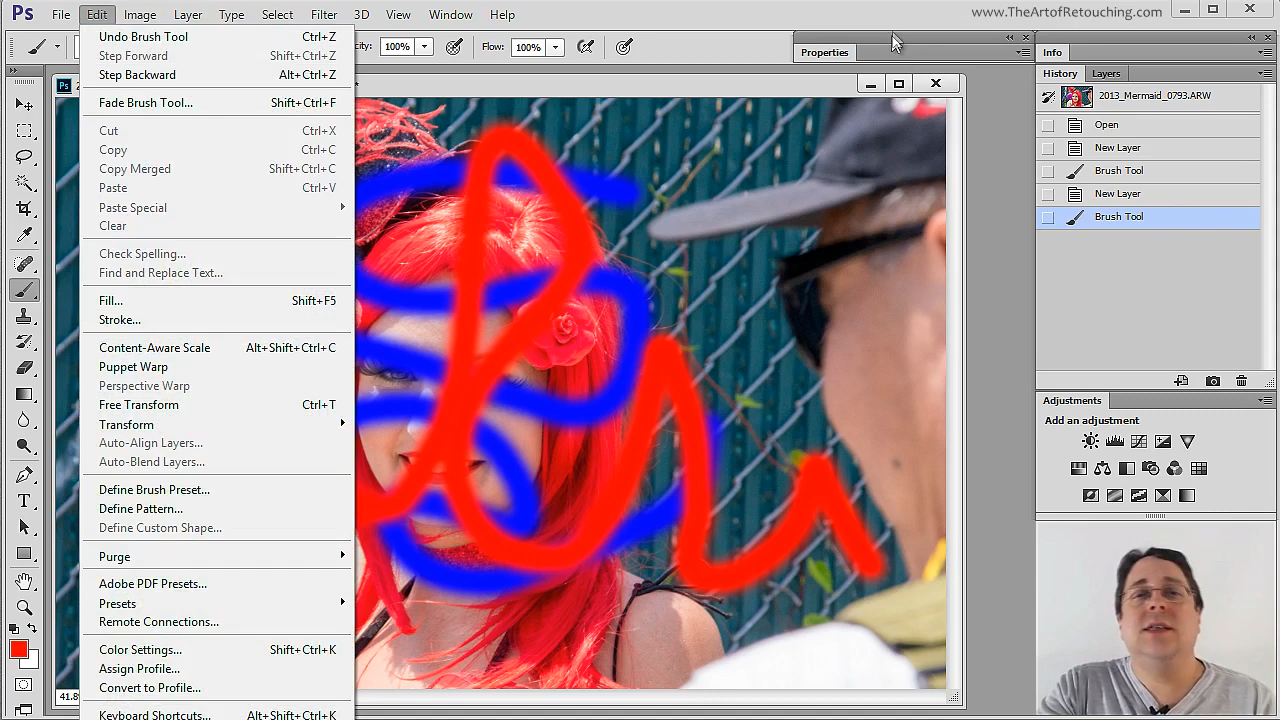 Ps File Edit Image Layer Type Select Filter 3D View Window Help
www.TheArtofRetouching.com
100% Flow: 100%
Properties
Info
History Layers
2013_Mermaid_0793.ARW
Open
New Layer
Brush Tool
New Layer
Brush Tool
Adjustments
Add an adjustment
Undo Brush Tool Ctrl+Z
Step Forward Shift+Ctrl+Z
Step Backward Alt+Ctrl+Z
Fade Brush Tool... Shift+Ctrl+F
Cut Ctrl+X
Copy Ctrl+C
Copy Merged Shift+Ctrl+C
Paste Ctrl+V
Paste Special
Clear
Check Spelling...
Find and Replace Text...
Fill... Shift+F5
Stroke...
Content-Aware Scale Alt+Shift+Ctrl+C
Puppet Warp
Perspective Warp
Free Transform Ctrl+T
Transform
Auto-Align Layers...
Auto-Blend Layers...
Define Brush Preset...
Define Pattern...
Define Custom Shape...
Purge
Adobe PDF Presets...
Presets
Remote Connections...
Color Settings... Shift+Ctrl+K
Assign Profile...
Convert to Profile...
Keyboard Shortcuts... Alt+Shift+Ctrl+K